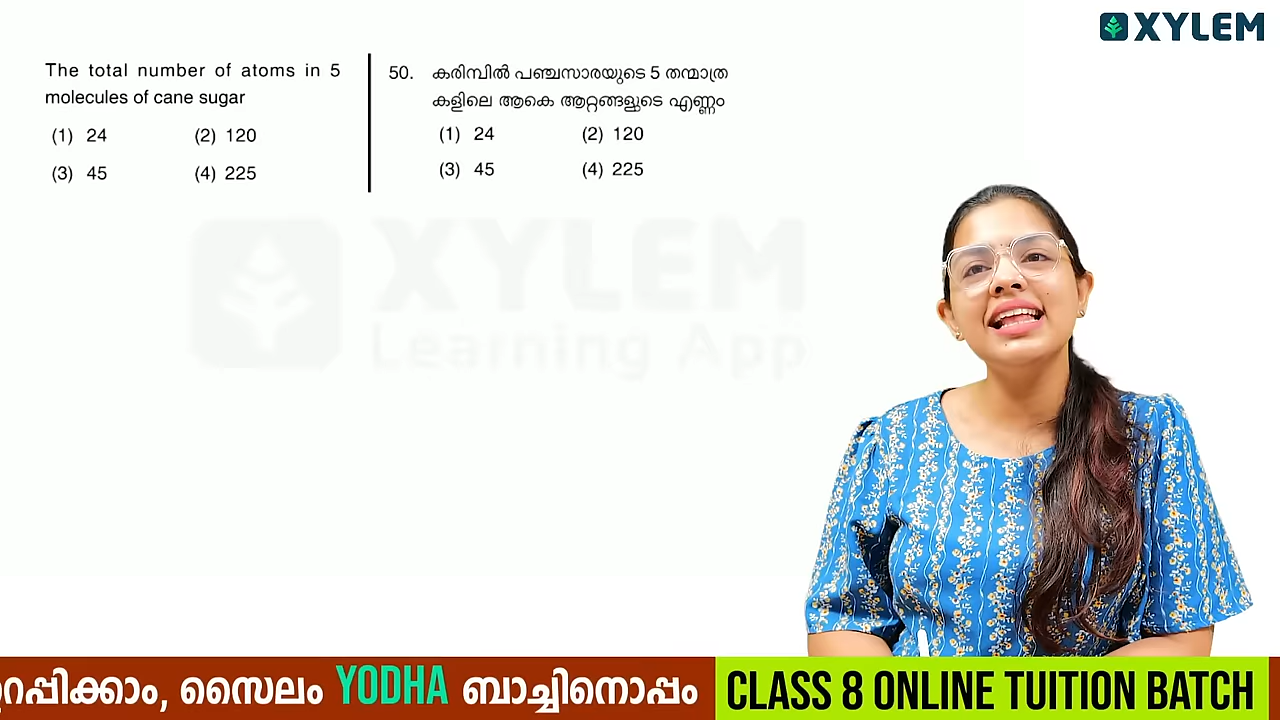 XYLEM
The total number of atoms in 5
molecules of cane sugar
(1) 24 (2) 120
(3) 45 (4) 225
50. കരിമ്പിൽ പഞ്ചസാരയുടെ 5 തന്മാത്ര
കളിലെ ആകെ ആറ്റങ്ങളുടെ എണ്ണം
(1) 24 (2) 120
(3) 45 (4) 225
XYLEM
Learning App
റപ്പിക്കാം, സൈലം YODHA ബാച്ചിനൊപ്പം CLASS 8 ONLINE TUITION BATCH